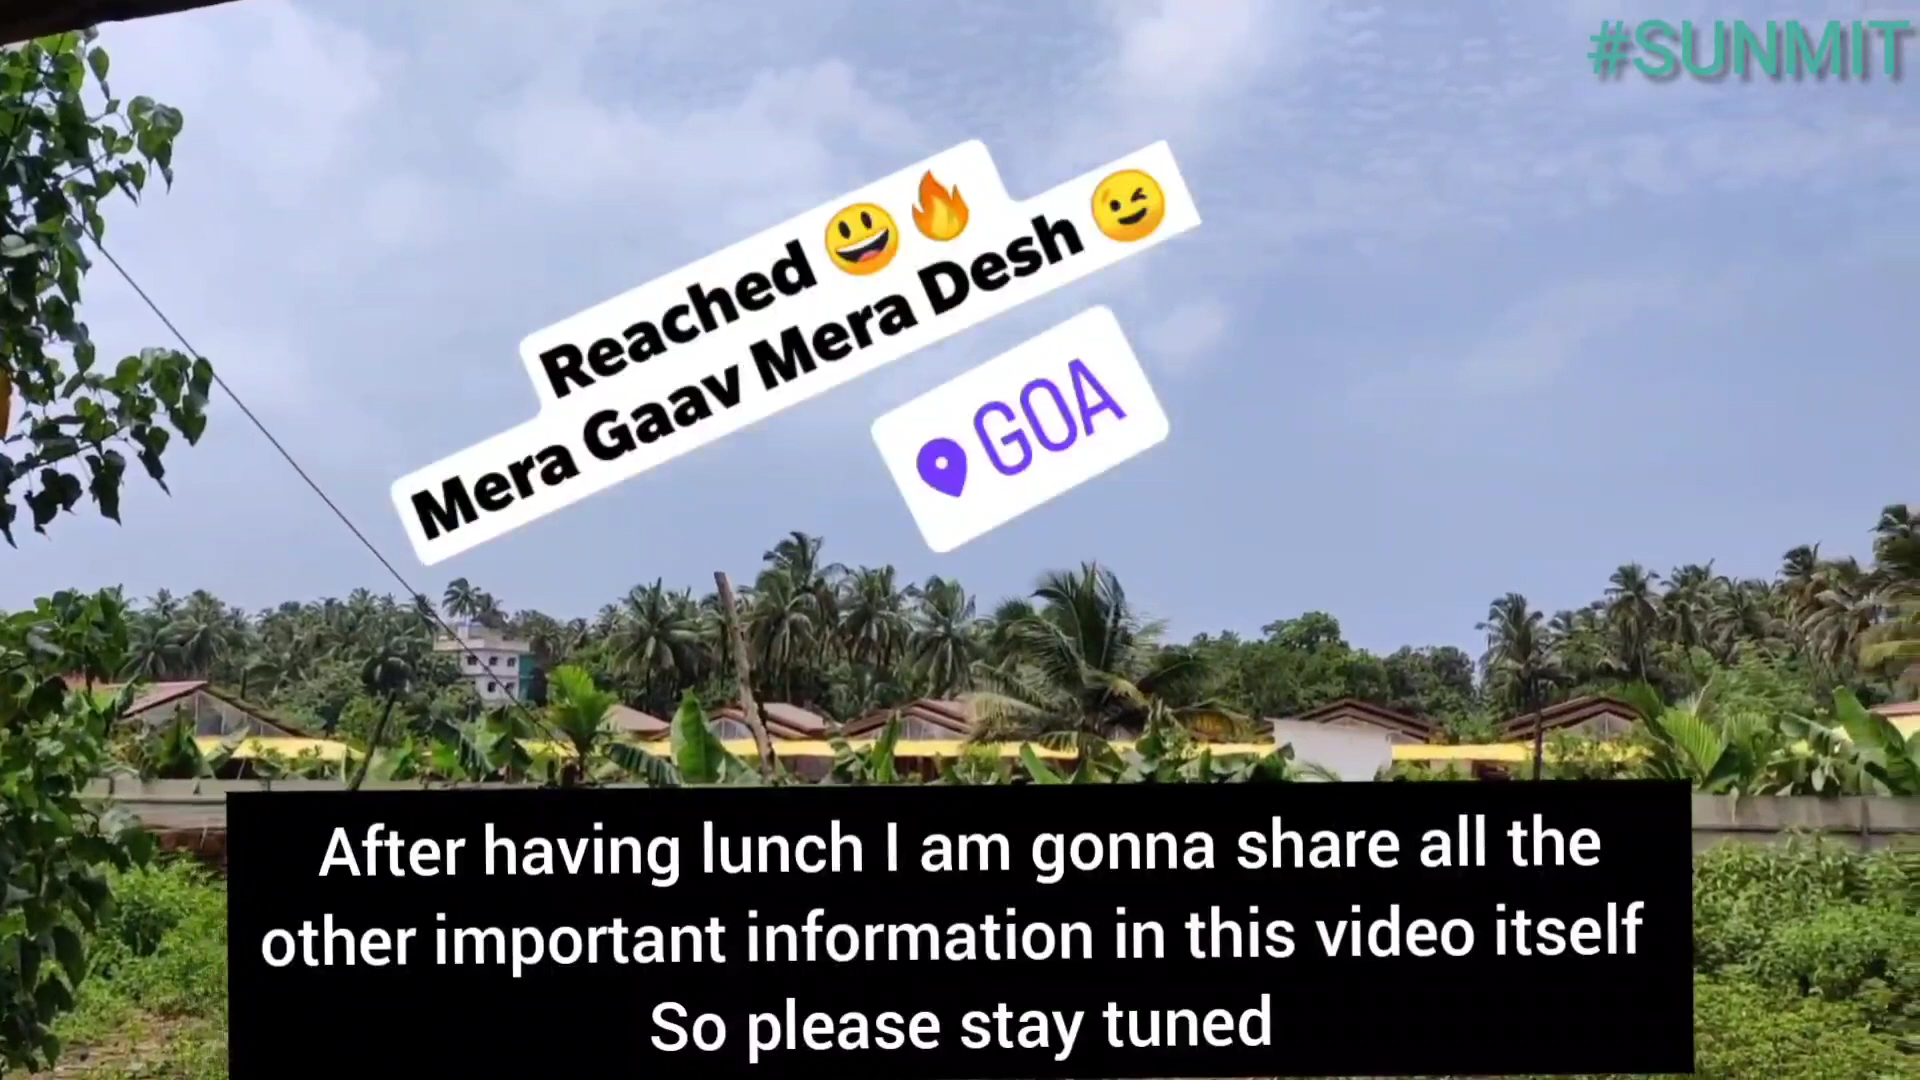 #SUNMIT
Reached 😃🔥
Mera Gaav Mera Desh 😉
GOA
After having lunch I am gonna share all the
other important information in this video itself
So please stay tuned